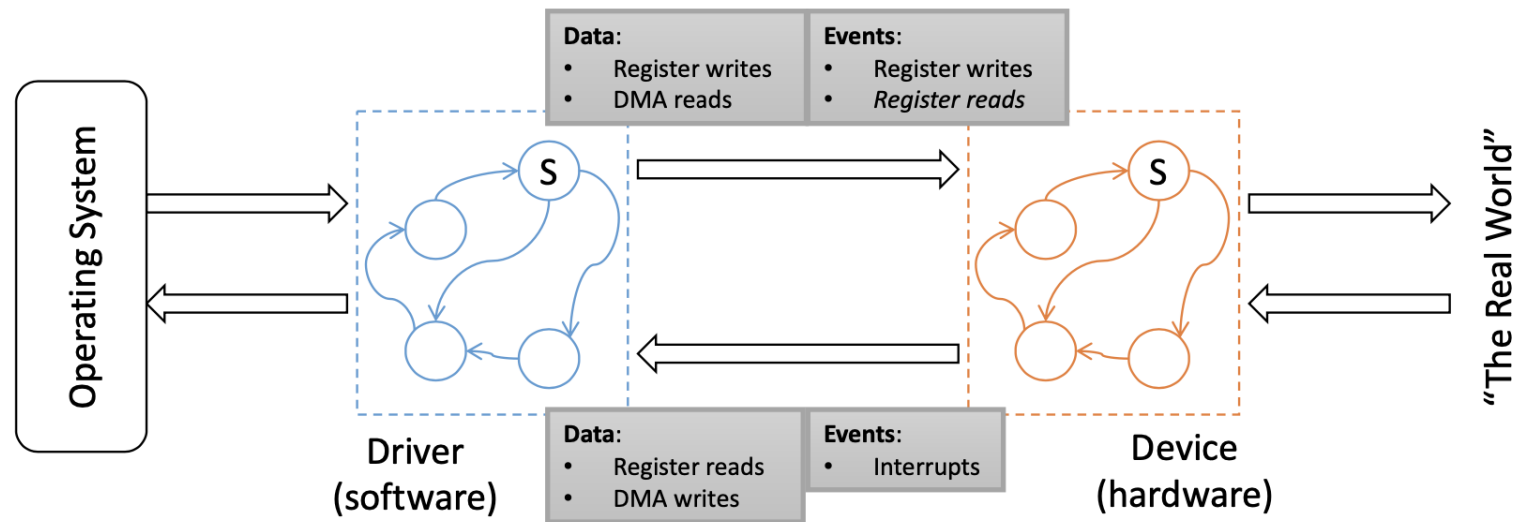 Data:
• Register writes
• DMA reads
Events:
• Register writes
• Register reads
Operating System
S
S
“The Real World”
Driver
(software)
Data:
• Register reads
• DMA writes
Events:
• Interrupts
Device
(hardware)